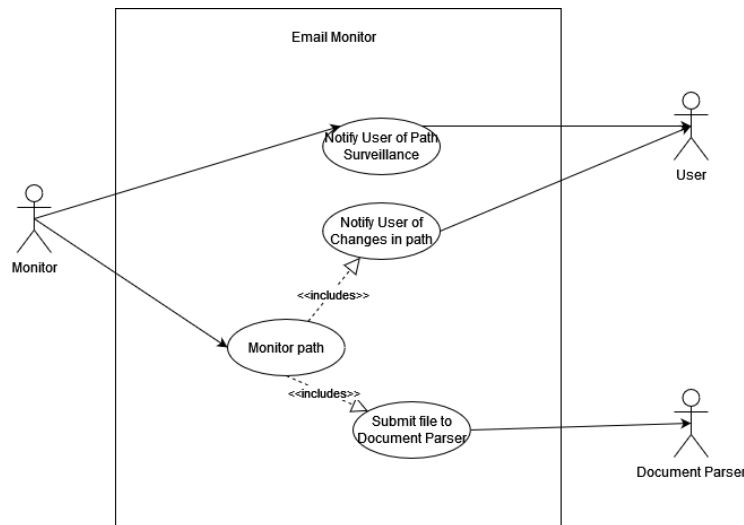 Email Monitor
Notify User of Path
Surveillance
User
Notify User of
Changes in path
Monitor
<<includes>>
Monitor path
<<includes>>
Submit file to
Document Parser
Document Parser